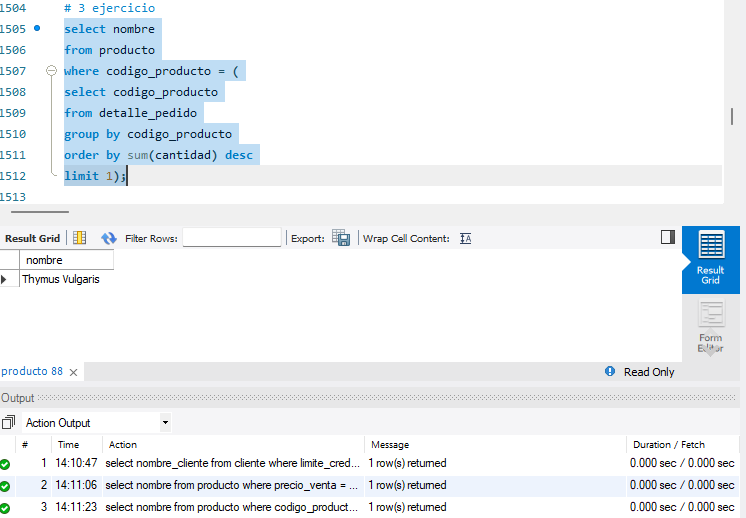 1504 # 3 ejercicio
1505 select nombre
1506 from producto
1507 where codigo_producto = (
1508 select codigo_producto
1509 from detalle_pedido
1510 group by codigo_producto
1511 order by sum(cantidad) desc
1512 limit 1);
1513
Result Grid Filter Rows: Export: Wrap Cell Content:
nombre
Thymus Vulgaris
Result
Grid
Form
Editor
producto 88 Read Only
Output
Action Output
# Time Action Message Duration / Fetch
1 14:10:47 select nombre_cliente from cliente where limite_cred... 1 row(s) returned 0.000 sec / 0.000 sec
2 14:11:06 select nombre from producto where precio_venta = ... 1 row(s) returned 0.000 sec / 0.000 sec
3 14:11:23 select nombre from producto where codigo_product... 1 row(s) returned 0.000 sec / 0.000 sec